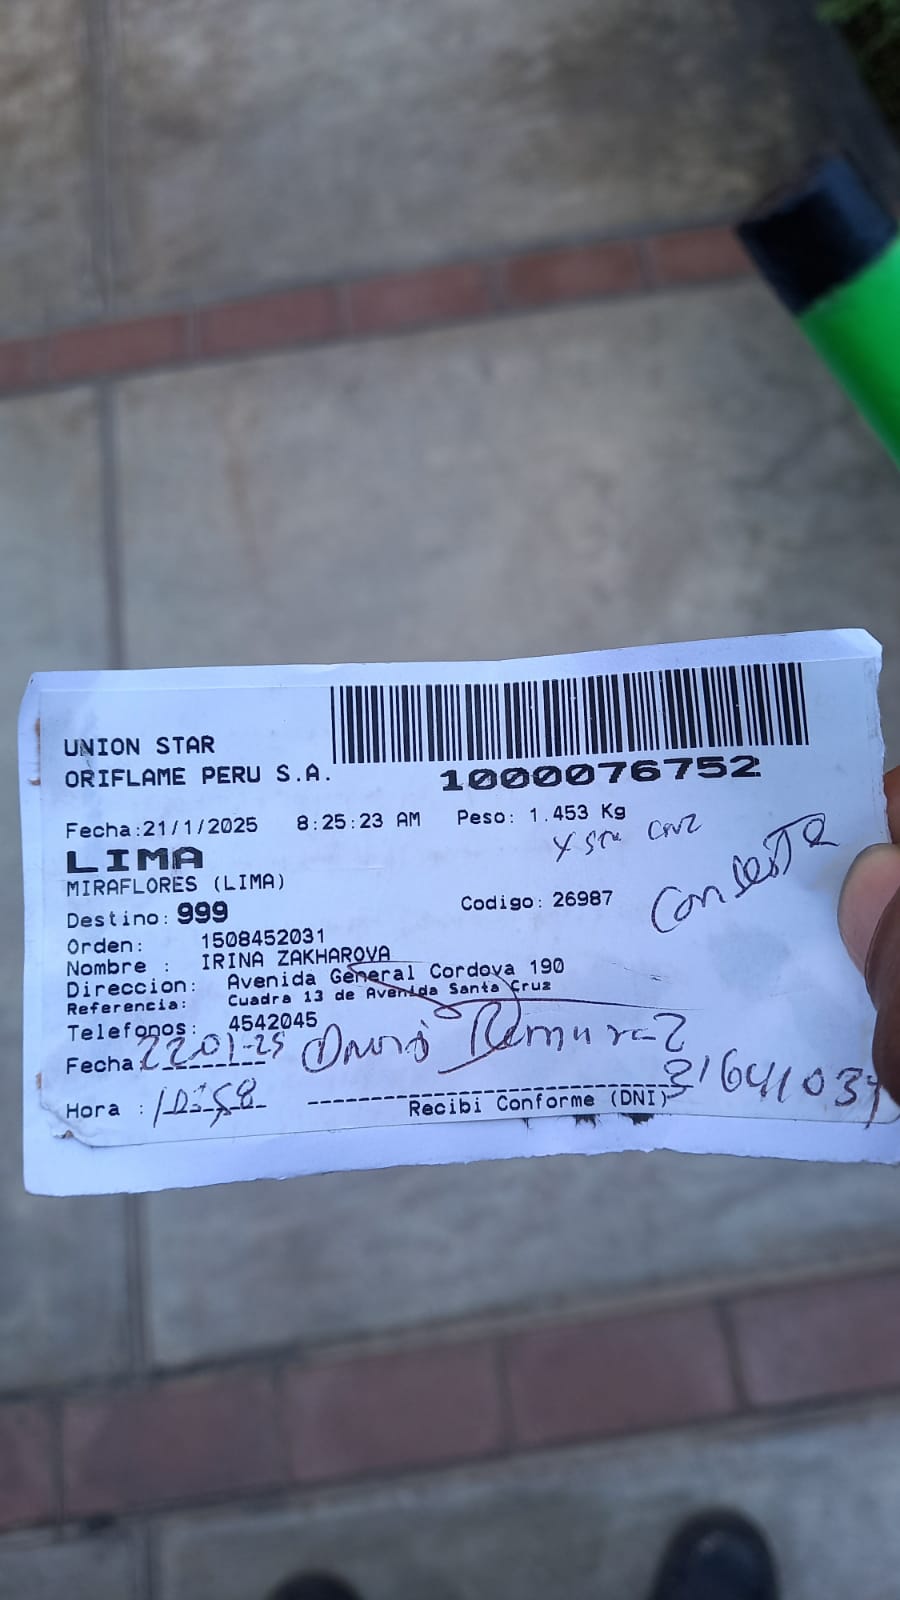 UNION STAR
ORIFLAME PERU S.A.
1000076752
Fecha:21/1/2025 8:25:23 AM Peso: 1.453 Kg
LIMA
MIRAFLORES (LIMA)
Destino: 999 Codigo: 26987
Orden: 1508452031
Nombre : IRINA ZAKHAROVA
Direccion: Avenida General Cordova 190
Referencia: Cuadra 13 de Avenida Santa Cruz
Telefonos: 4542045
Fecha: 22-01-25
Hora : 10:58
Recibi Conforme (DNI)